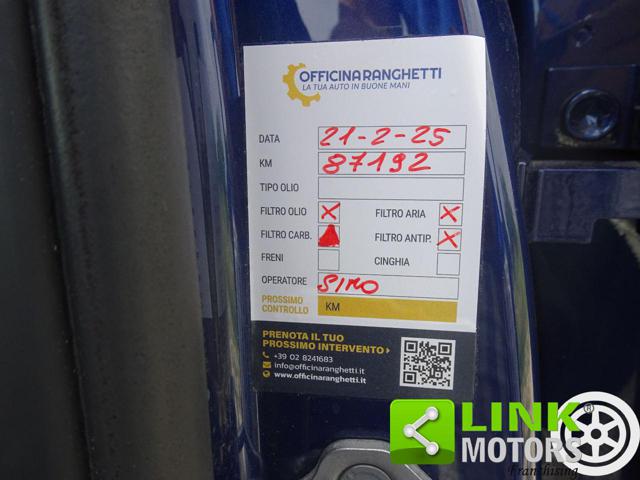 OFFICINARANGHETTI
LA TUA AUTO IN BUONE MANI
DATA 21-2-25
KM 87192
TIPO OLIO
FILTRO OLIO X FILTRO ARIA X
FILTRO CARB. FILTRO ANTIP. X
FRENI CINGHIA
OPERATORE SIMO
PROSSIMO CONTROLLO KM
PRENOTA IL TUO
PROSSIMO INTERVENTO
+39 02 8241683
info@officinaranghetti.it
www.officinaranghetti.it
LINK
MOTORS
Franchising